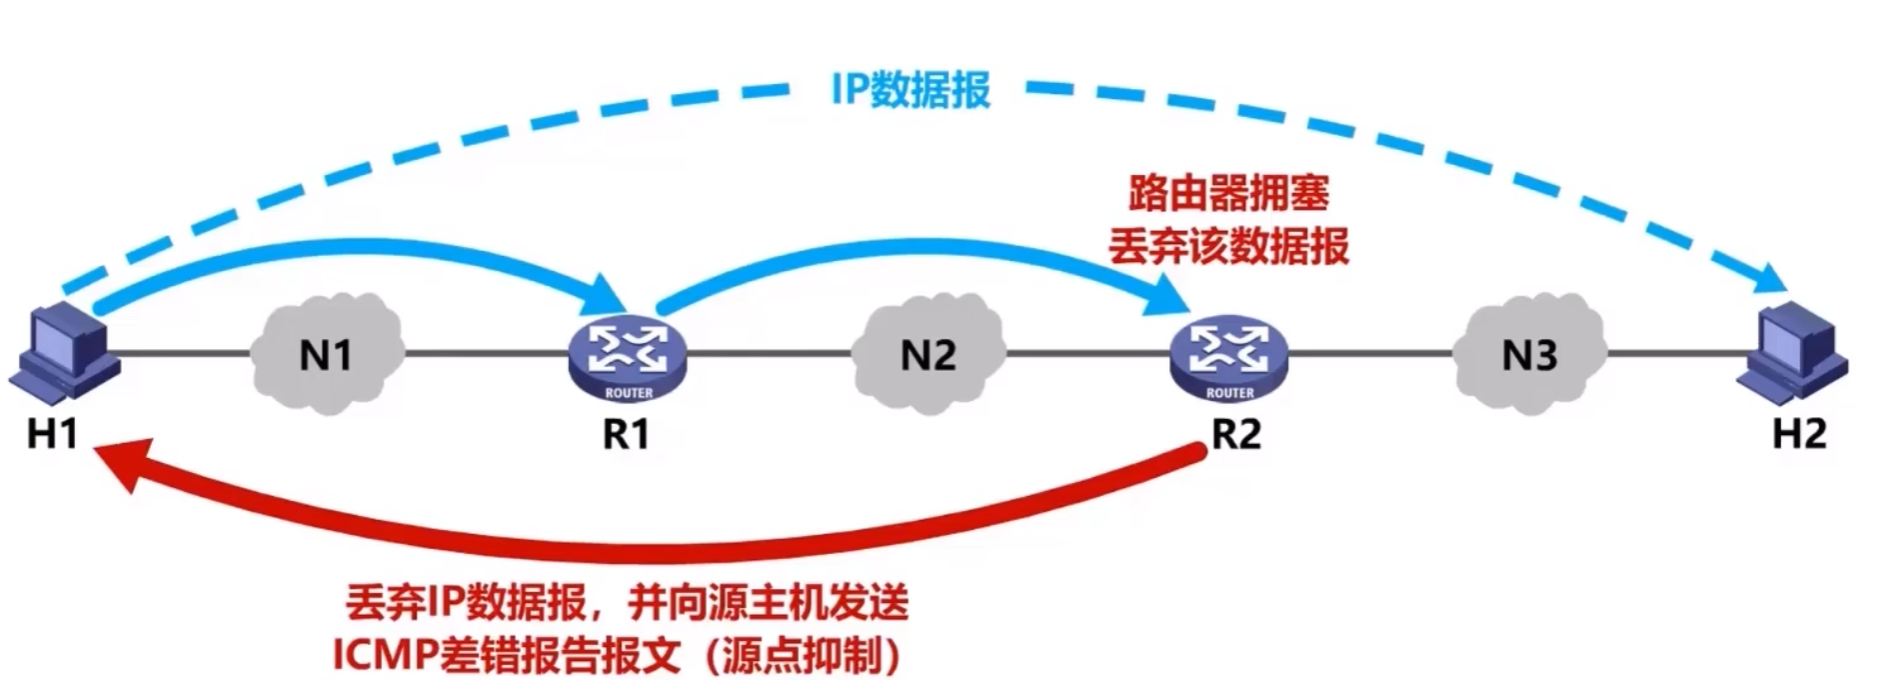 IP数据报
路由器拥塞
丢弃该数据报
N1
N2
N3
ROUTER
ROUTER
H1
R1
R2
H2
丢弃IP数据报，并向源主机发送
ICMP差错报告报文（源点抑制）